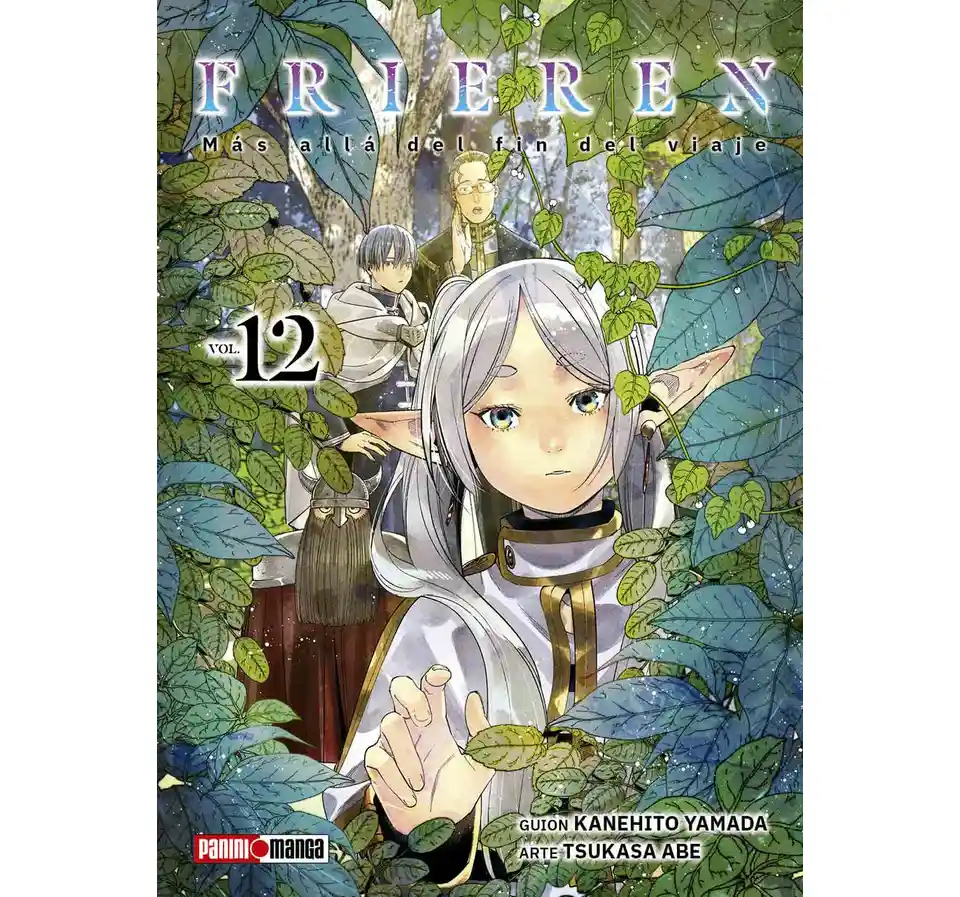 FRIEREN
Más allá del fin del viaje
VOL. 12
GUION KANEHITO YAMADA
ARTE TSUKASA ABE
PANINI MANGA